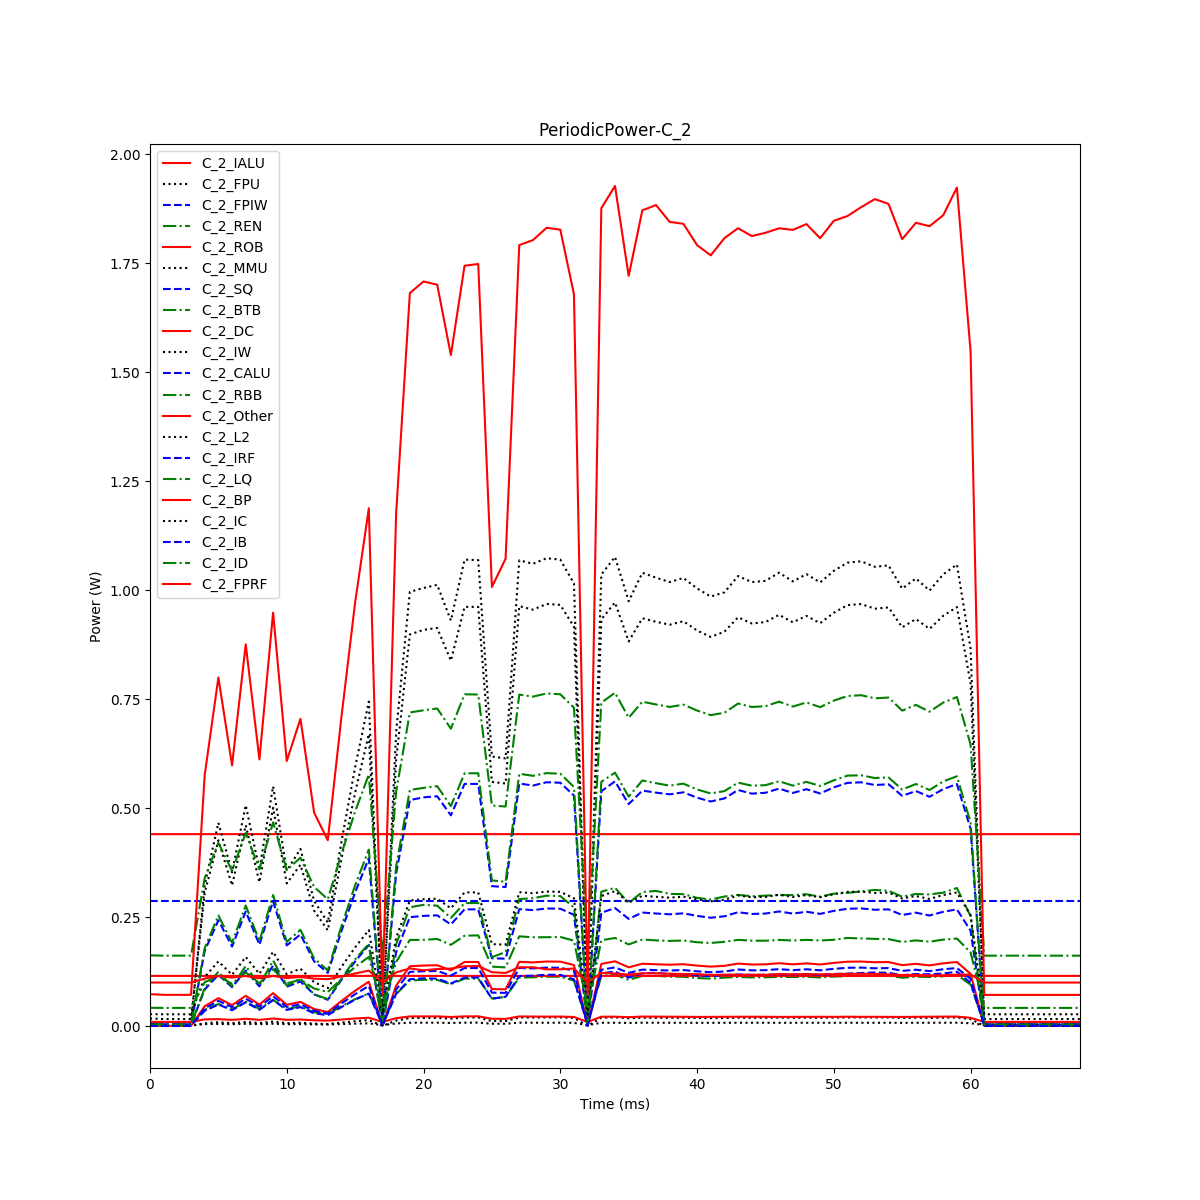 PeriodicPower-C_2
2.00
1.75
1.50
1.25
1.00
0.75
0.50
0.25
0.00
Power (W)
C_2_IALU
C_2_FPU
C_2_FPIW
C_2_REN
C_2_ROB
C_2_MMU
C_2_SQ
C_2_BTB
C_2_DC
C_2_IW
C_2_CALU
C_2_RBB
C_2_Other
C_2_L2
C_2_IRF
C_2_LQ
C_2_BP
C_2_IC
C_2_IB
C_2_ID
C_2_FPRF
0 10 20 30 40 50 60
Time (ms)